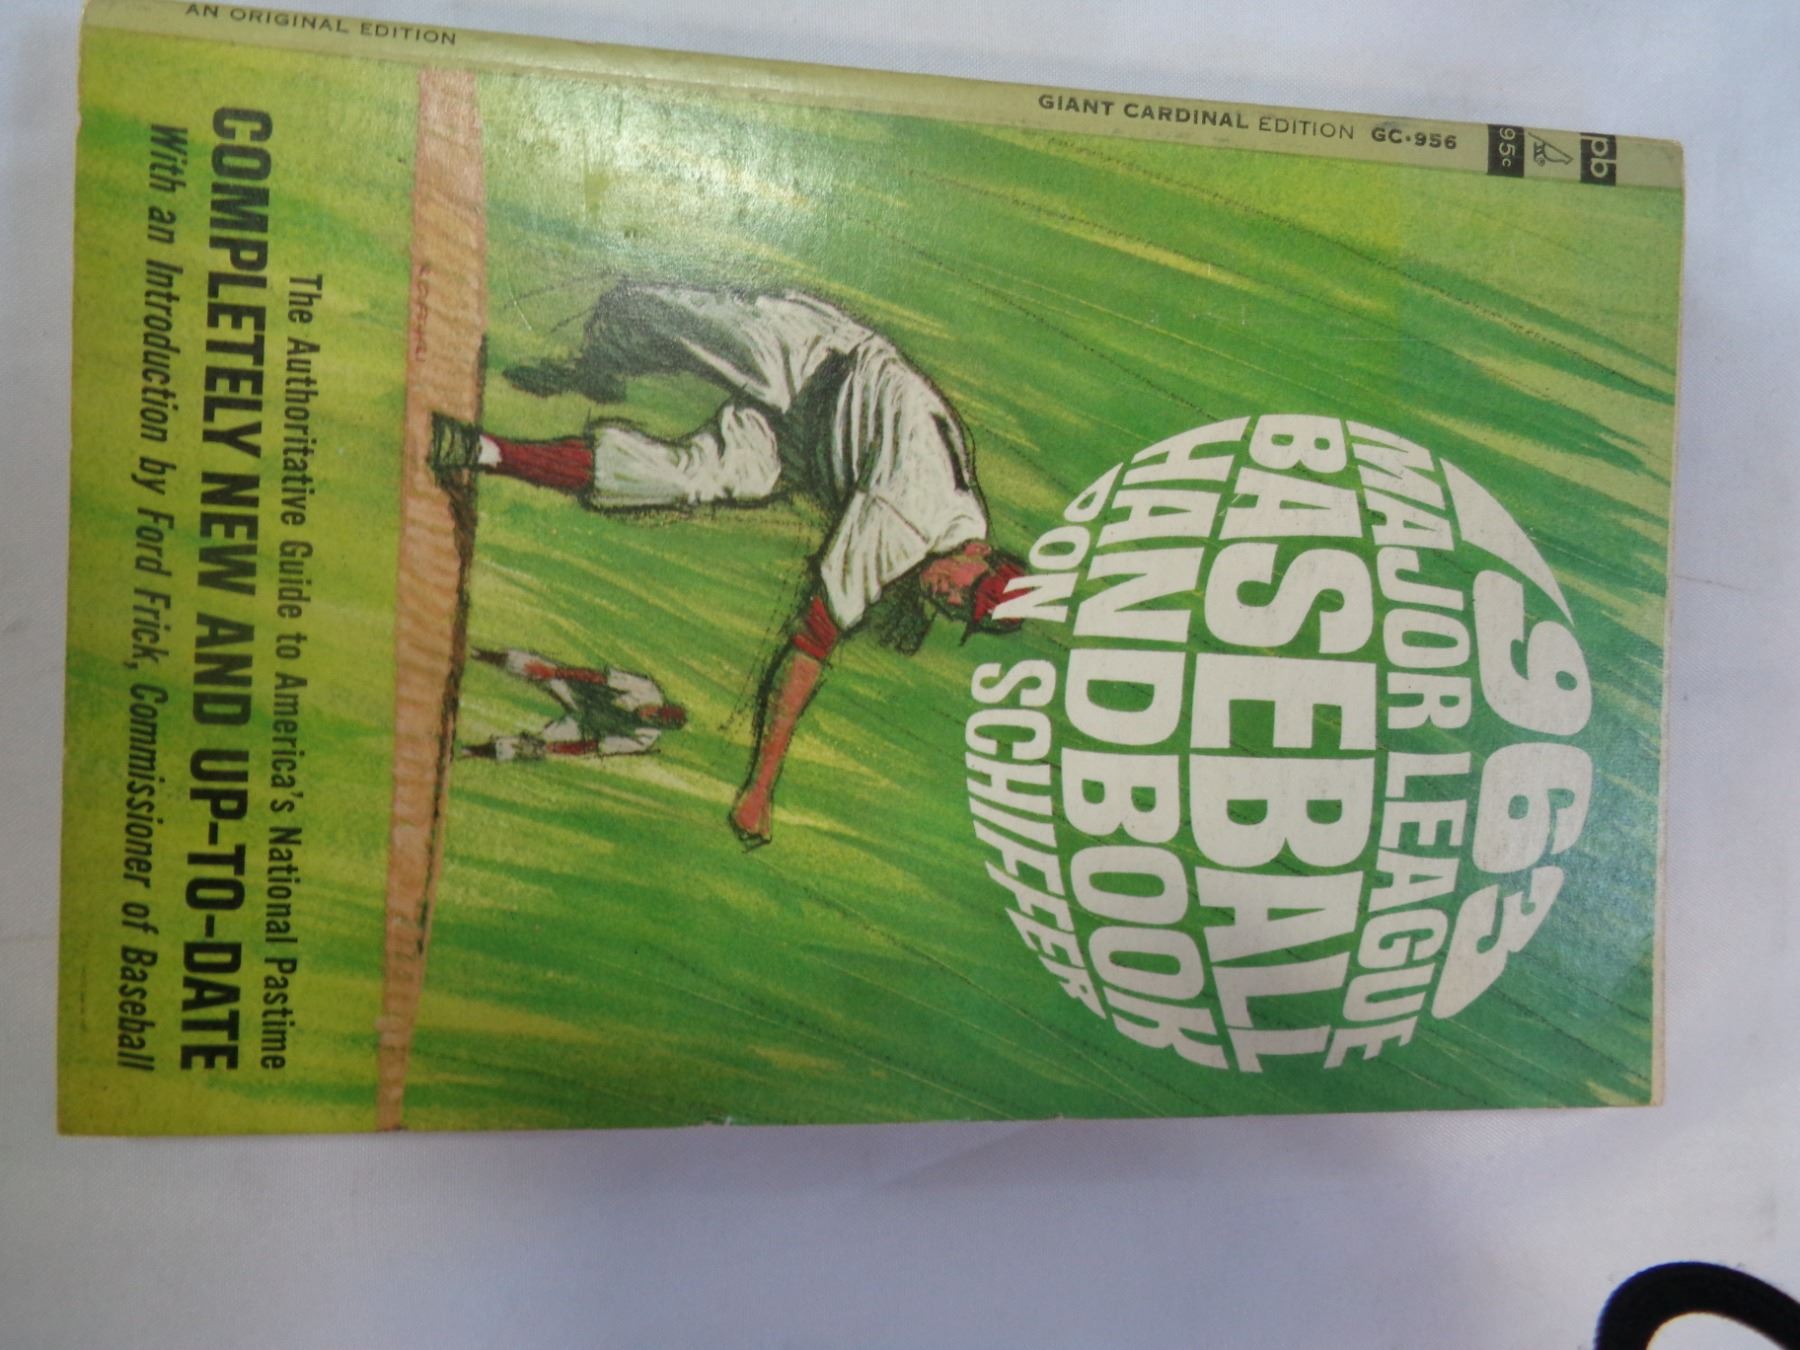 pb
95c
GIANT CARDINAL EDITION GC•956
AN ORIGINAL EDITION
1963
MAJOR LEAGUE
BASEBALL
HANDBOOK
DON SCHIFFER
The Authoritative Guide to America's National Pastime
COMPLETELY NEW AND UP-TO-DATE
With an Introduction by Ford Frick, Commissioner of Baseball